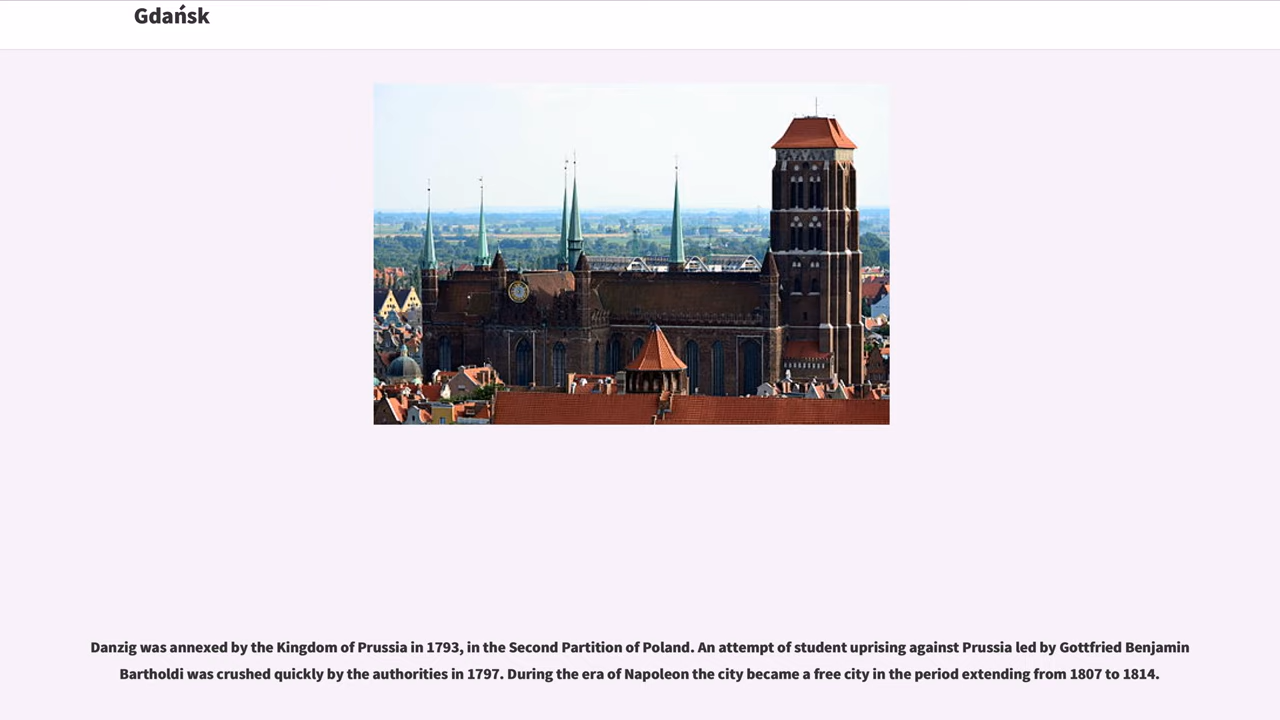 Gdańsk
Danzig was annexed by the Kingdom of Prussia in 1793, in the Second Partition of Poland. An attempt of student uprising against Prussia led by Gottfried Benjamin
Bartholdi was crushed quickly by the authorities in 1797. During the era of Napoleon the city became a free city in the period extending from 1807 to 1814.